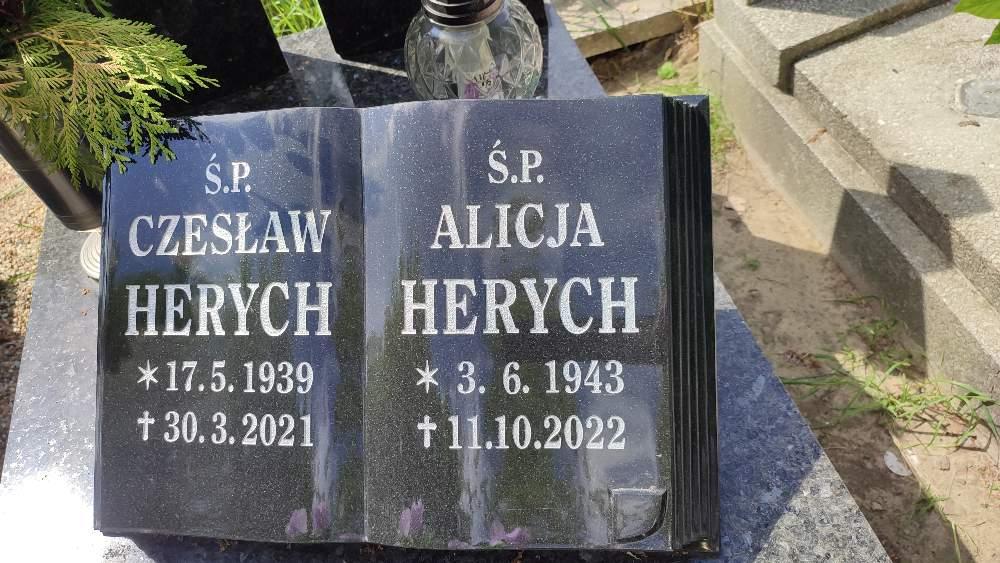 Ś.P.
CZESŁAW
HERYCH
✶ 17.5.1939
✝ 30.3.2021
Ś.P.
ALICJA
HERYCH
✶ 3. 6. 1943
✝ 11.10.2022